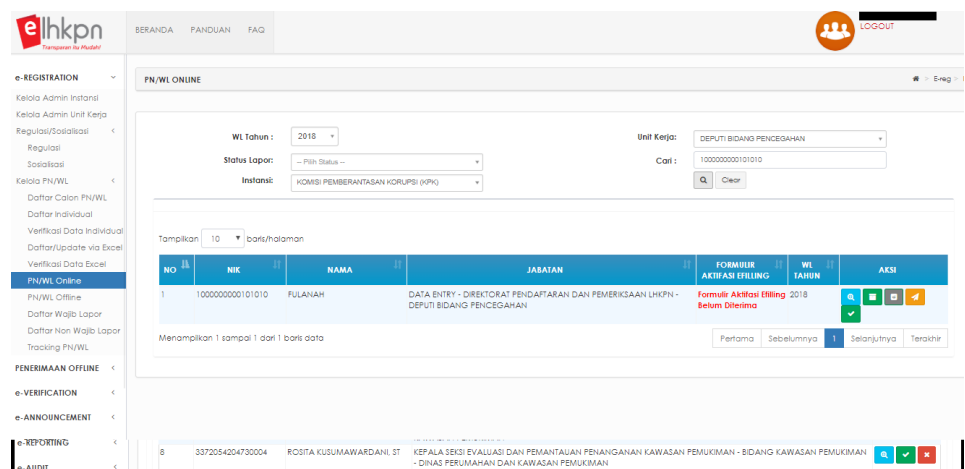 elhkpn
Transparan Itu Mudah!
BERANDA PANDUAN FAQ
LOGOUT
e-REGISTRATION
Kelola Admin Instansi
Kelola Admin Unit Kerja
Regulasi/Sosialisasi
Regulasi
Sosialisasi
Kelola PN/WL
Daftar Calon PN/WL
Daftar Individual
Verifikasi Data Individual
Daftar/Update via Excel
Verifikasi Data Excel
PN/WL Online
PN/WL Offline
Daftar Wajib Lapor
Daftar Non Wajib Lapor
Tracking PN/WL
PENERIMAAN OFFLINE
e-VERIFICATION
e-ANNOUNCEMENT
e-REPORTING
e-AUDIT
PN/WL ONLINE
E-reg
WL Tahun : 2018
Unit Kerja: DEPUTI BIDANG PENCEGAHAN
Status Lapor: -- Pilih Status --
Cari : 1000000000101010
Instansi: KOMISI PEMBERANTASAN KORUPSI (KPK)
Clear
Tampilkan 10 baris/halaman
NO NIK NAMA JABATAN FORMULIR AKTIFASI EFILLING WL TAHUN AKSI
1 1000000000101010 FULANAH DATA ENTRY - DIREKTORAT PENDAFTARAN DAN PEMERIKSAAN LHKPN - Formulir Aktifasi Efilling 2018
DEPUTI BIDANG PENCEGAHAN Belum Diterima
Menampilkan 1 sampai 1 dari 1 baris data
Pertama Sebelumnya 1 Selanjutnya Terakhir
8 3372054204730004 ROSITA KUSUMAWARDANI, ST KEPALA SEKSI EVALUASI DAN PEMANTAUAN PENANGANAN KAWASAN PEMUKIMAN - BIDANG KAWASAN PEMUKIMAN
- DINAS PERUMAHAN DAN KAWASAN PEMUKIMAN